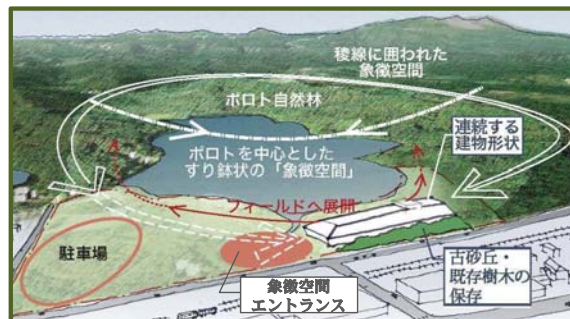 稜線に囲われた
象徴空間
ポロト自然林
連続する
建物形状
ポロトを中心とした
すり鉢状の「象徴空間」
フィールドへ展開
駐車場
古砂丘・
既存樹木の
保存
象徴空間
エントランス